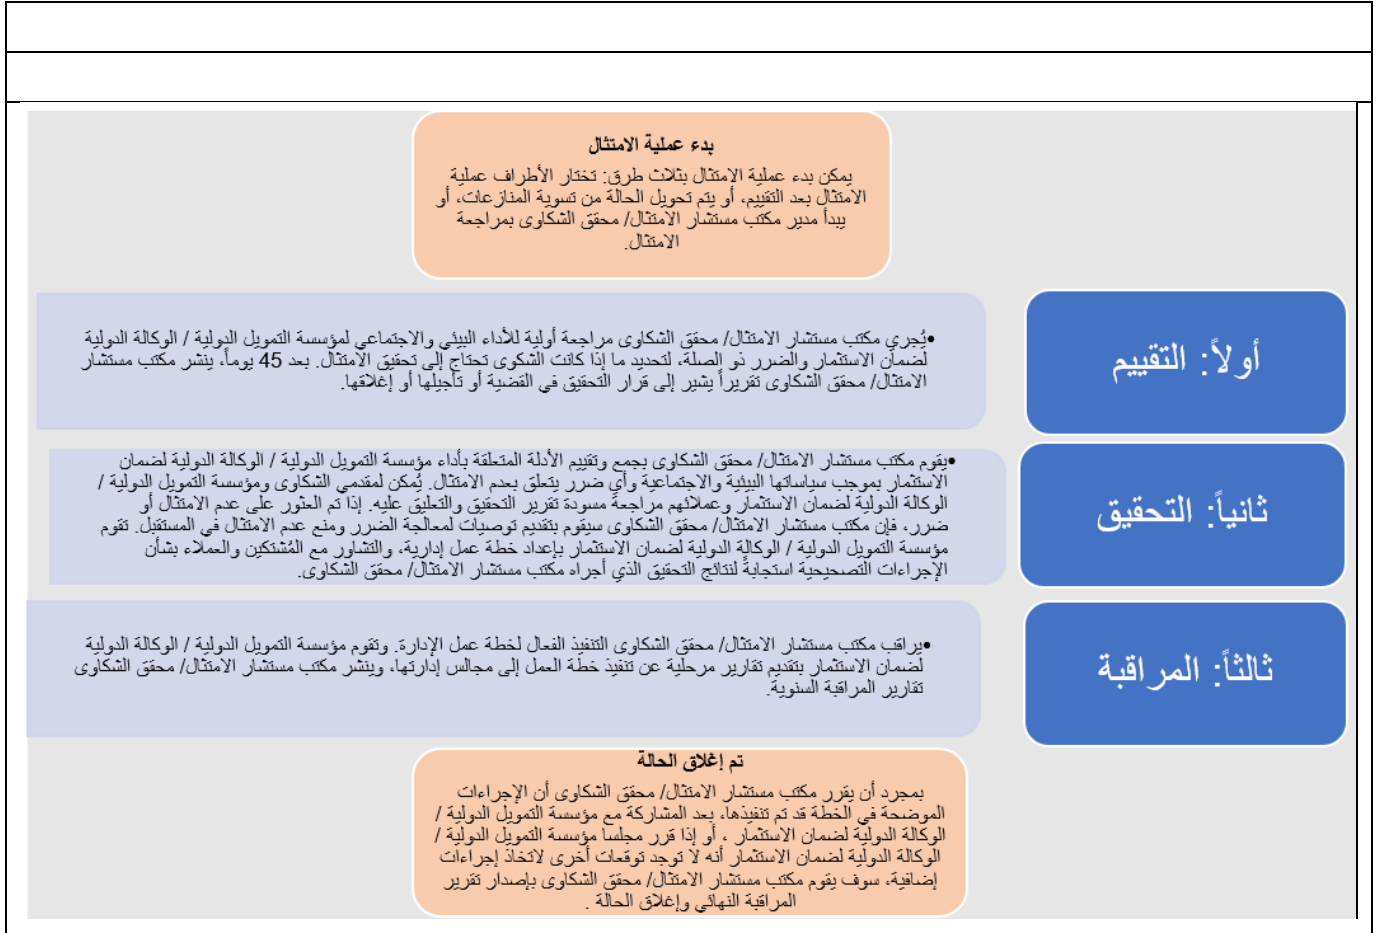 بدء عملية الامتثال
يمكن بدء عملية الامتثال بثلاث طرق: تختار الأطراف عملية
الامتثال بعد التقييم، أو يتم تحويل الحالة من تسوية المنازعات، أو
يبدأ مدير مكتب مستشار الامتثال/ محقق الشكاوى بمراجعة
الامتثال.
أولاً: التقييم
•يُجري مكتب مستشار الامتثال/ محقق الشكاوى مراجعة أولية للأداء البيئي والاجتماعي لمؤسسة التمويل الدولية / الوكالة الدولية
لضمان الاستثمار والضرر ذو الصلة، لتحديد ما إذا كانت الشكوى تحتاج إلى تحقيق الامتثال. بعد 45 يوماً، ينشر مكتب مستشار
الامتثال/ محقق الشكاوى تقريراً يشير إلى قرار التحقيق في القضية أو تأجيلها أو إغلاقها.
ثانياً: التحقيق
•يقوم مكتب مستشار الامتثال/ محقق الشكاوى بجمع وتقييم الأدلة المتعلقة بأداء مؤسسة التمويل الدولية / الوكالة الدولية لضمان
الاستثمار بموجب سياساتها البيئية والاجتماعية وأي ضرر يتعلق بعدم الامتثال. يُمكن لمقدمي الشكاوى ومؤسسة التمويل الدولية /
الوكالة الدولية لضمان الاستثمار وعملائهم مراجعة مسودة تقرير التحقيق والتعليق عليه. إذا تم العثور على عدم الامتثال أو
ضرر، فإن مكتب مستشار الامتثال/ محقق الشكاوى سيقوم بتقديم توصيات لمعالجة الضرر ومنع عدم الامتثال في المستقبل. تقوم
مؤسسة التمويل الدولية / الوكالة الدولية لضمان الاستثمار بإعداد خطة عمل إدارية، والتشاور مع المُشتكين والعملاء بشأن
الإجراءات التصحيحية استجابةً لنتائج التحقيق الذي أجراه مكتب مستشار الامتثال/ محقق الشكاوى.
ثالثاً: المراقبة
•يراقب مكتب مستشار الامتثال/ محقق الشكاوى التنفيذ الفعال لخطة عمل الإدارة. وتقوم مؤسسة التمويل الدولية / الوكالة الدولية
لضمان الاستثمار بتقديم تقارير مرحلية عن تنفيذ خطة العمل إلى مجالس إدارتها، وينشر مكتب مستشار الامتثال/ محقق الشكاوى
تقارير المراقبة السنوية.
تم إغلاق الحالة
بمجرد أن يقرر مكتب مستشار الامتثال/ محقق الشكاوى أن الإجراءات
الموضحة في الخطة قد تم تنفيذها، بعد المشاركة مع مؤسسة التمويل الدولية /
الوكالة الدولية لضمان الاستثمار ، أو إذا قرر مجلسا مؤسسة التمويل الدولية /
الوكالة الدولية لضمان الاستثمار أنه لا توجد توقعات أخرى لاتخاذ إجراءات
إضافية، سوف يقوم مكتب مستشار الامتثال/ محقق الشكاوى بإصدار تقرير
المراقبة النهائي وإغلاق الحالة .